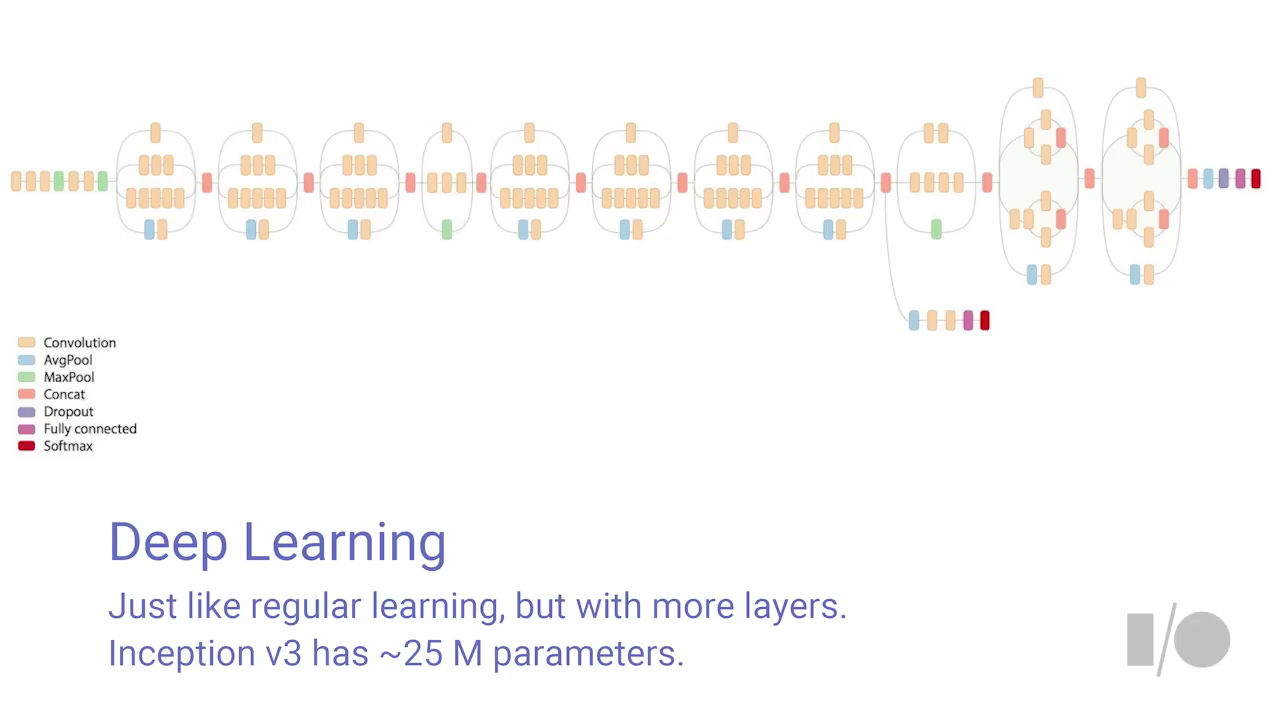 Convolution
AvgPool
MaxPool
Concat
Dropout
Fully connected
Softmax
Deep Learning
Just like regular learning, but with more layers.
Inception v3 has ~25 M parameters.
I/O